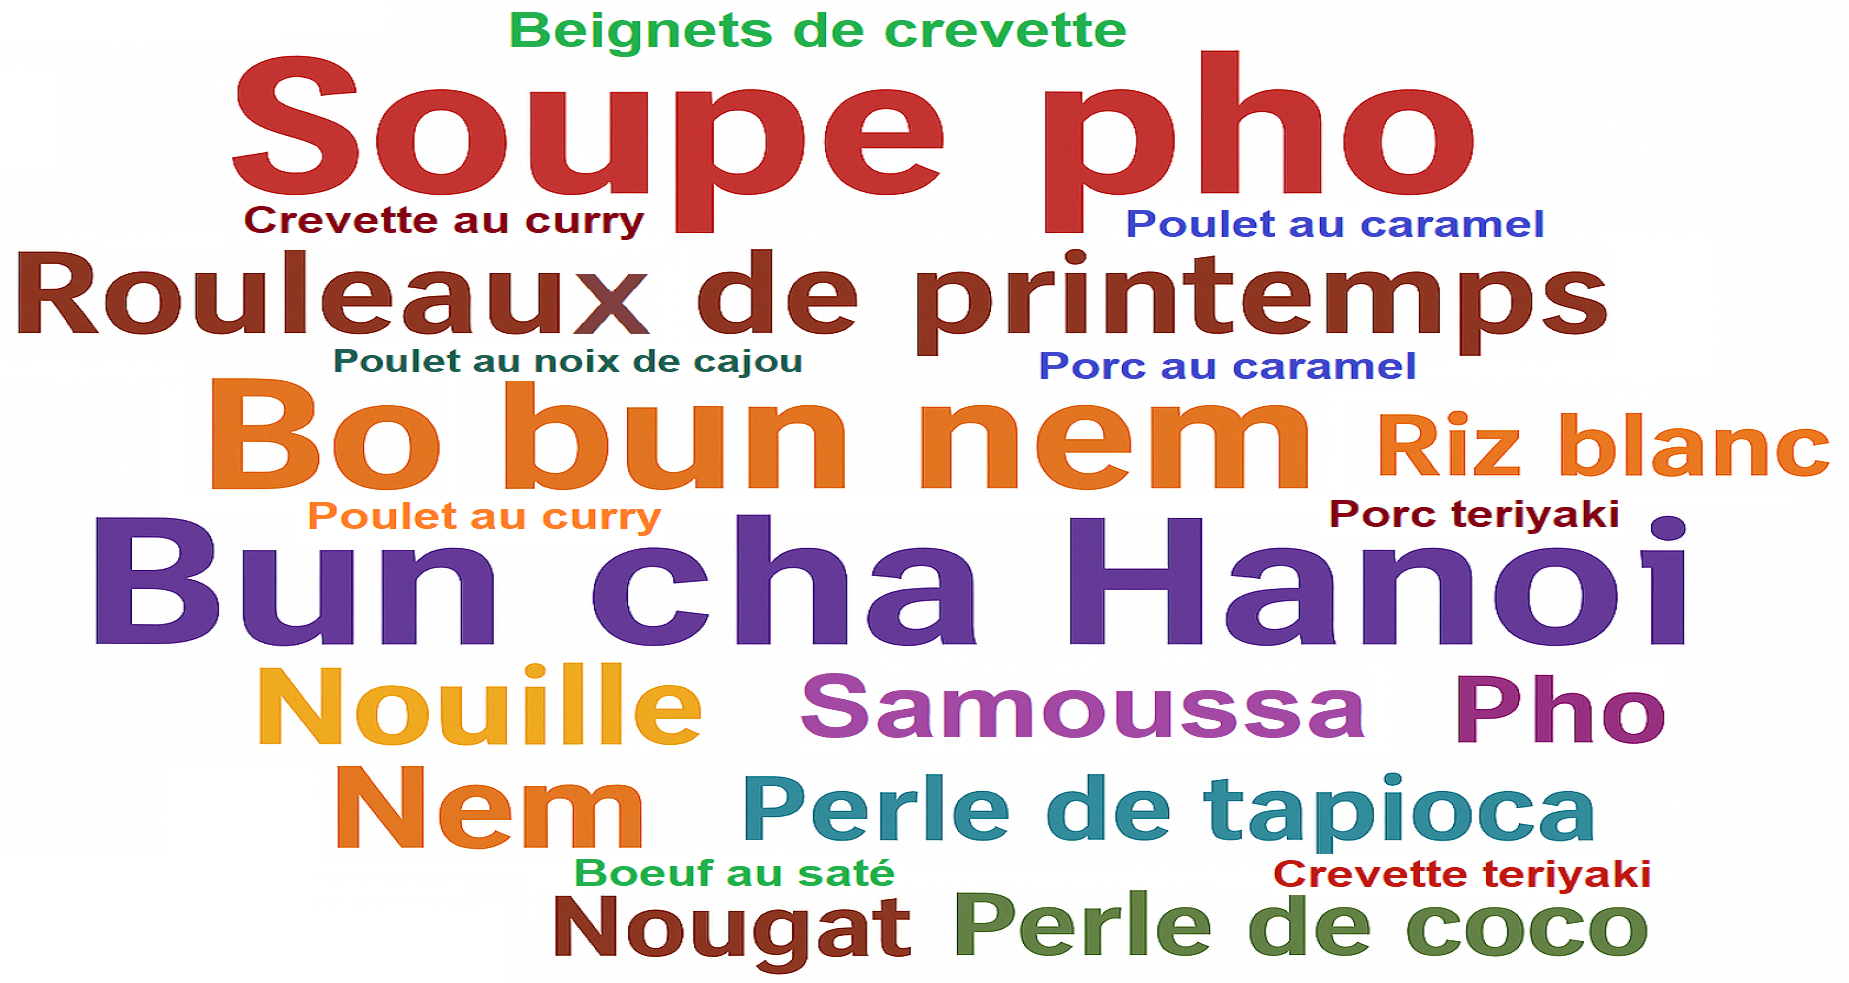 Beignets de crevette
Soupe pho
Crevette au curry
Poulet au caramel
Rouleaux de printemps
Poulet au noix de cajou
Porc au caramel
Bo bun nem
Riz blanc
Poulet au curry
Porc teriyaki
Bun cha Hanoi
Nouille
Samoussa
Pho
Nem
Perle de tapioca
Boeuf au saté
Crevette teriyaki
Nougat
Perle de coco